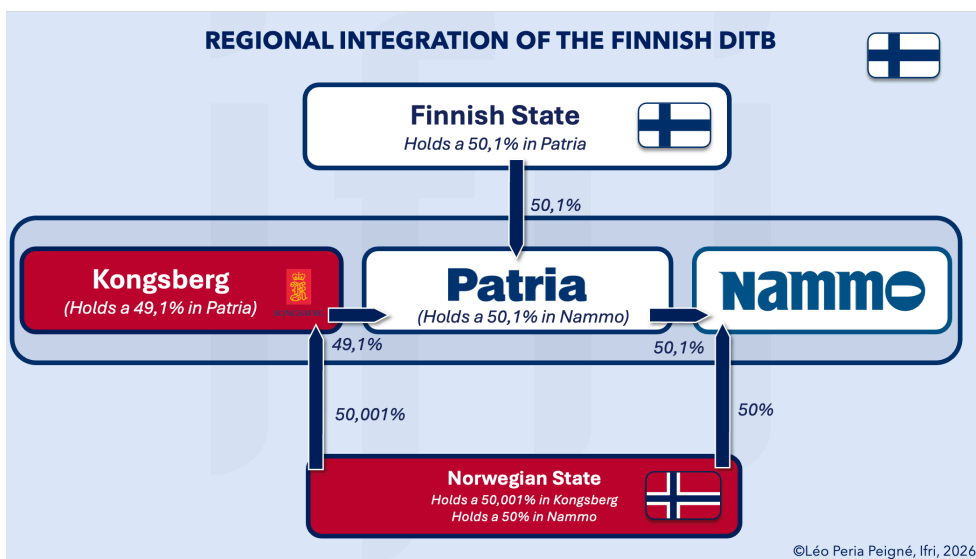 REGIONAL INTEGRATION OF THE FINNISH DITB
Finnish State
Holds a 50,1% in Patria
50,1%
Kongsberg
(Holds a 49,1% in Patria)
KONGSBERG
Patria
(Holds a 50,1% in Nammo)
Nammo
49,1%
50,1%
50,001%
50%
Norwegian State
Holds a 50,001% in Kongsberg
Holds a 50% in Nammo
©Léo Peria Peigné, Ifri, 2026